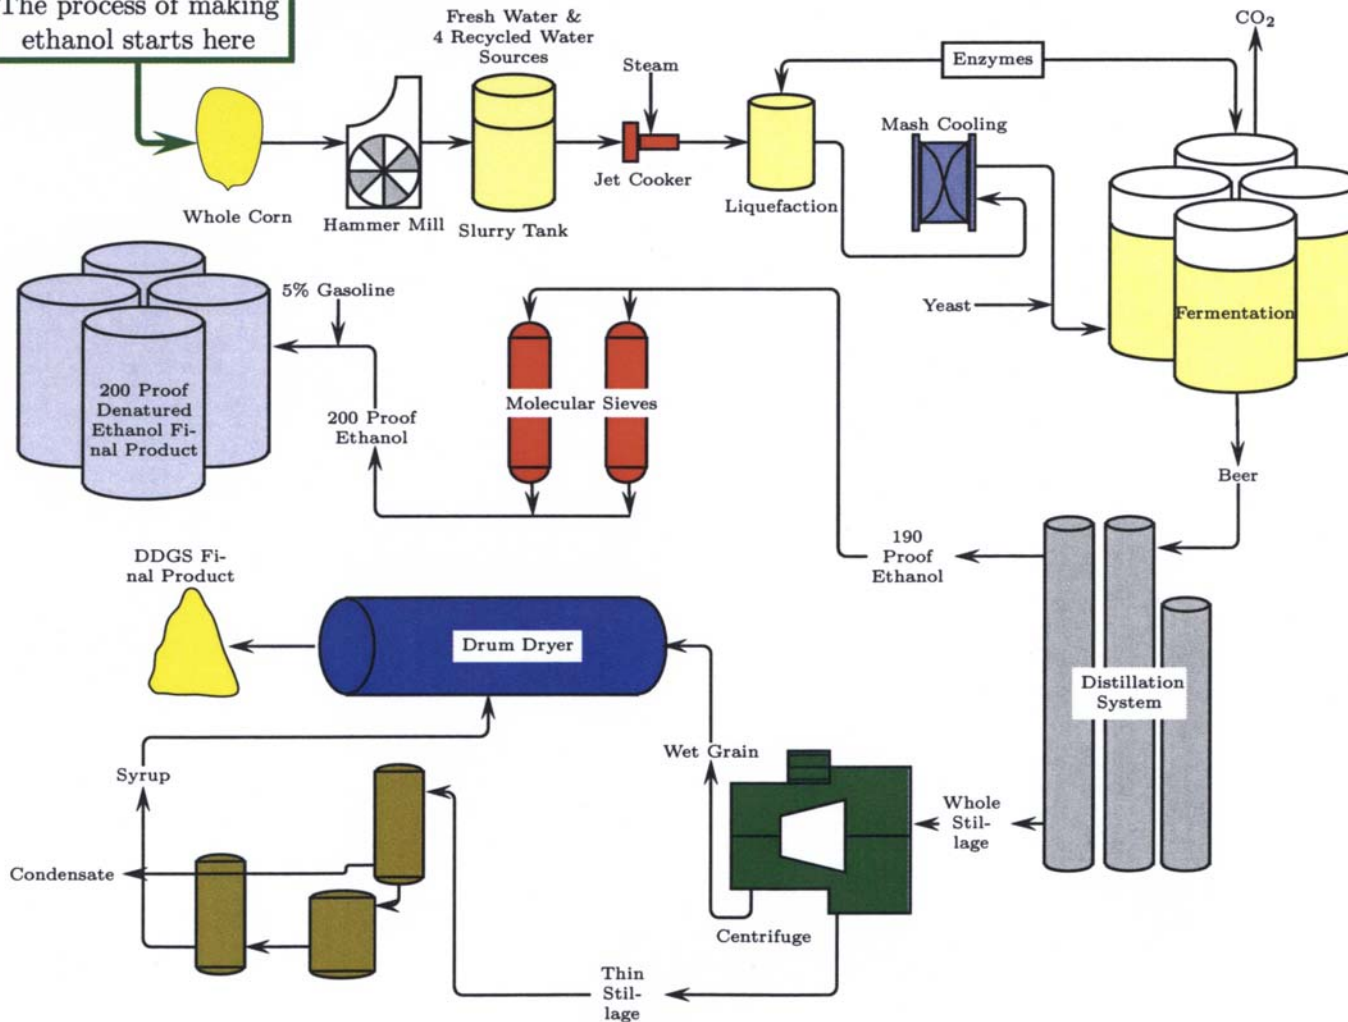 The process of making
ethanol starts here
Fresh Water &
4 Recycled Water
Sources
Steam
Enzymes
CO2
Mash Cooling
Whole Corn
Hammer Mill
Slurry Tank
Jet Cooker
Liquefaction
5% Gasoline
Yeast
Fermentation
200 Proof
Denatured
Ethanol Fi-
nal Product
200 Proof
Ethanol
Molecular Sieves
Beer
190
Proof
Ethanol
DDGS Fi-
nal Product
Drum Dryer
Distillation
System
Wet Grain
Syrup
Whole
Stil-
lage
Condensate
Centrifuge
Thin
Stil-
lage